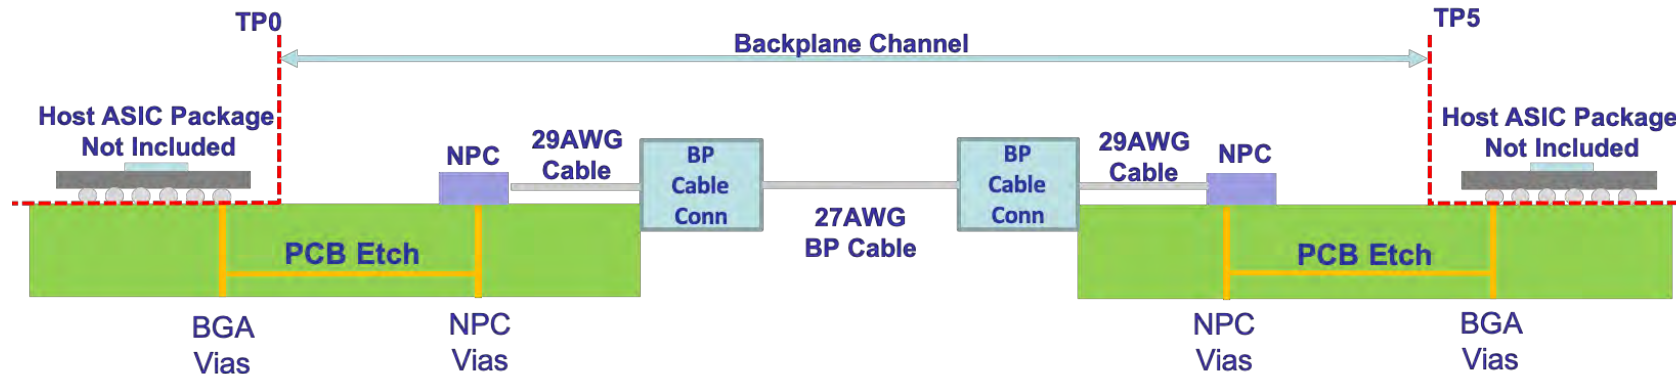 TP0
TP5
Backplane Channel
Host ASIC Package
Not Included
NPC
29AWG
Cable
BP
Cable
Conn
27AWG
BP Cable
BP
Cable
Conn
29AWG
Cable
NPC
Host ASIC Package
Not Included
PCB Etch
PCB Etch
BGA
Vias
NPC
Vias
NPC
Vias
BGA
Vias